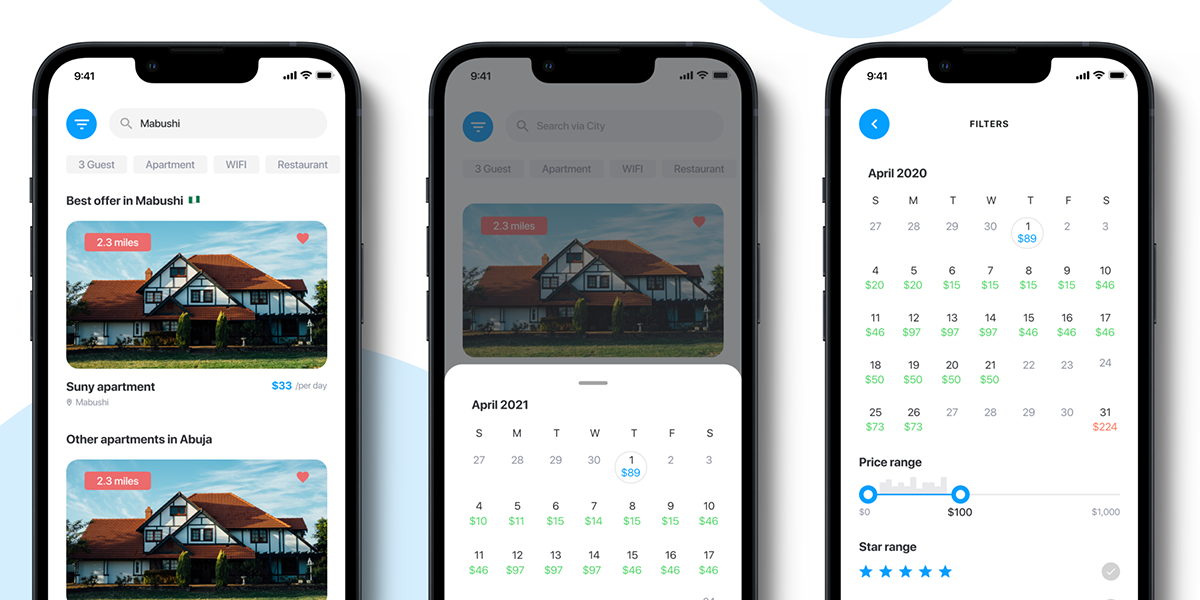 9:41
Mabushi
3 Guest Apartment WIFI Restaurant
Best offer in Mabushi
2.3 miles
Suny apartment $33 /per day
Mabushi
Other apartments in Abuja
2.3 miles
9:41
Search via City
3 Guest Apartment WIFI Restaurant
2.3 miles
April 2021
S M T W T F S
27 28 29 30 1 2 3
$89
4 5 6 7 8 9 10
$10 $11 $15 $14 $15 $15 $46
11 12 13 14 15 16 17
$46 $97 $97 $97 $46 $46 $46
9:41
FILTERS
April 2020
S M T W T F S
27 28 29 30 1 2 3
$89
4 5 6 7 8 9 10
$20 $20 $15 $15 $15 $15 $46
11 12 13 14 15 16 17
$46 $97 $97 $97 $46 $46 $46
18 19 20 21 22 23 24
$50 $50 $50 $50
25 26 27 28 29 30 31
$73 $73 $224
Price range
$0 $100 $1,000
Star range